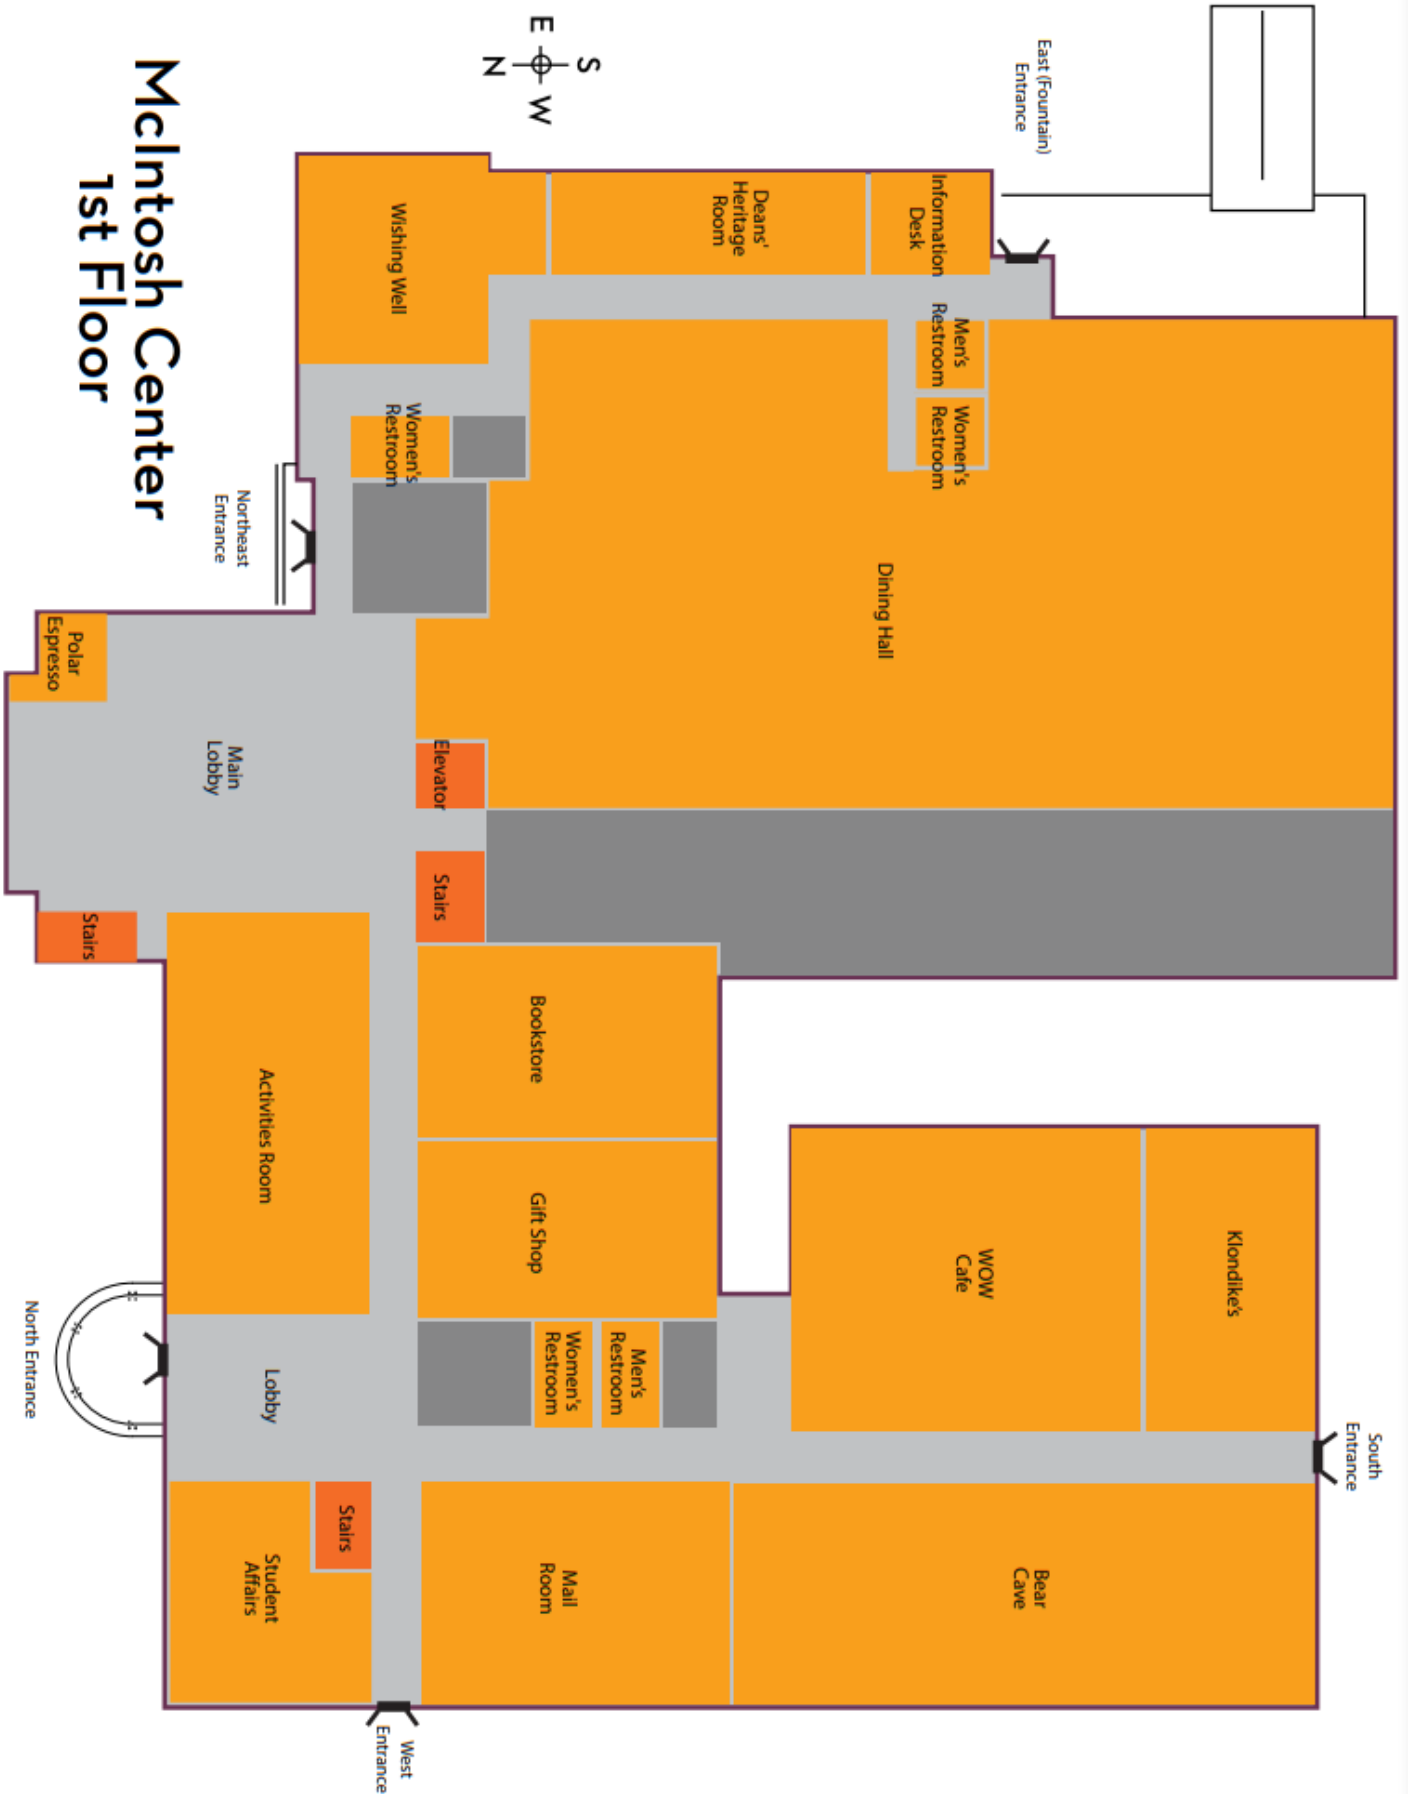 McIntosh Center
1st Floor
E
S
N
W
East (Fountain)
Entrance
Information
Desk
Deans'
Heritage
Room
Wishing Well
Men's
Restroom
Women's
Restroom
Women's
Restroom
Northeast
Entrance
Dining Hall
Polar
Espresso
Main
Lobby
Elevator
Stairs
Stairs
Bookstore
Activities Room
Gift Shop
WOW
Cafe
Klondike's
Women's
Restroom
Men's
Restroom
North Entrance
Lobby
South
Entrance
Stairs
Student
Affairs
Mail
Room
Bear
Cave
West
Entrance